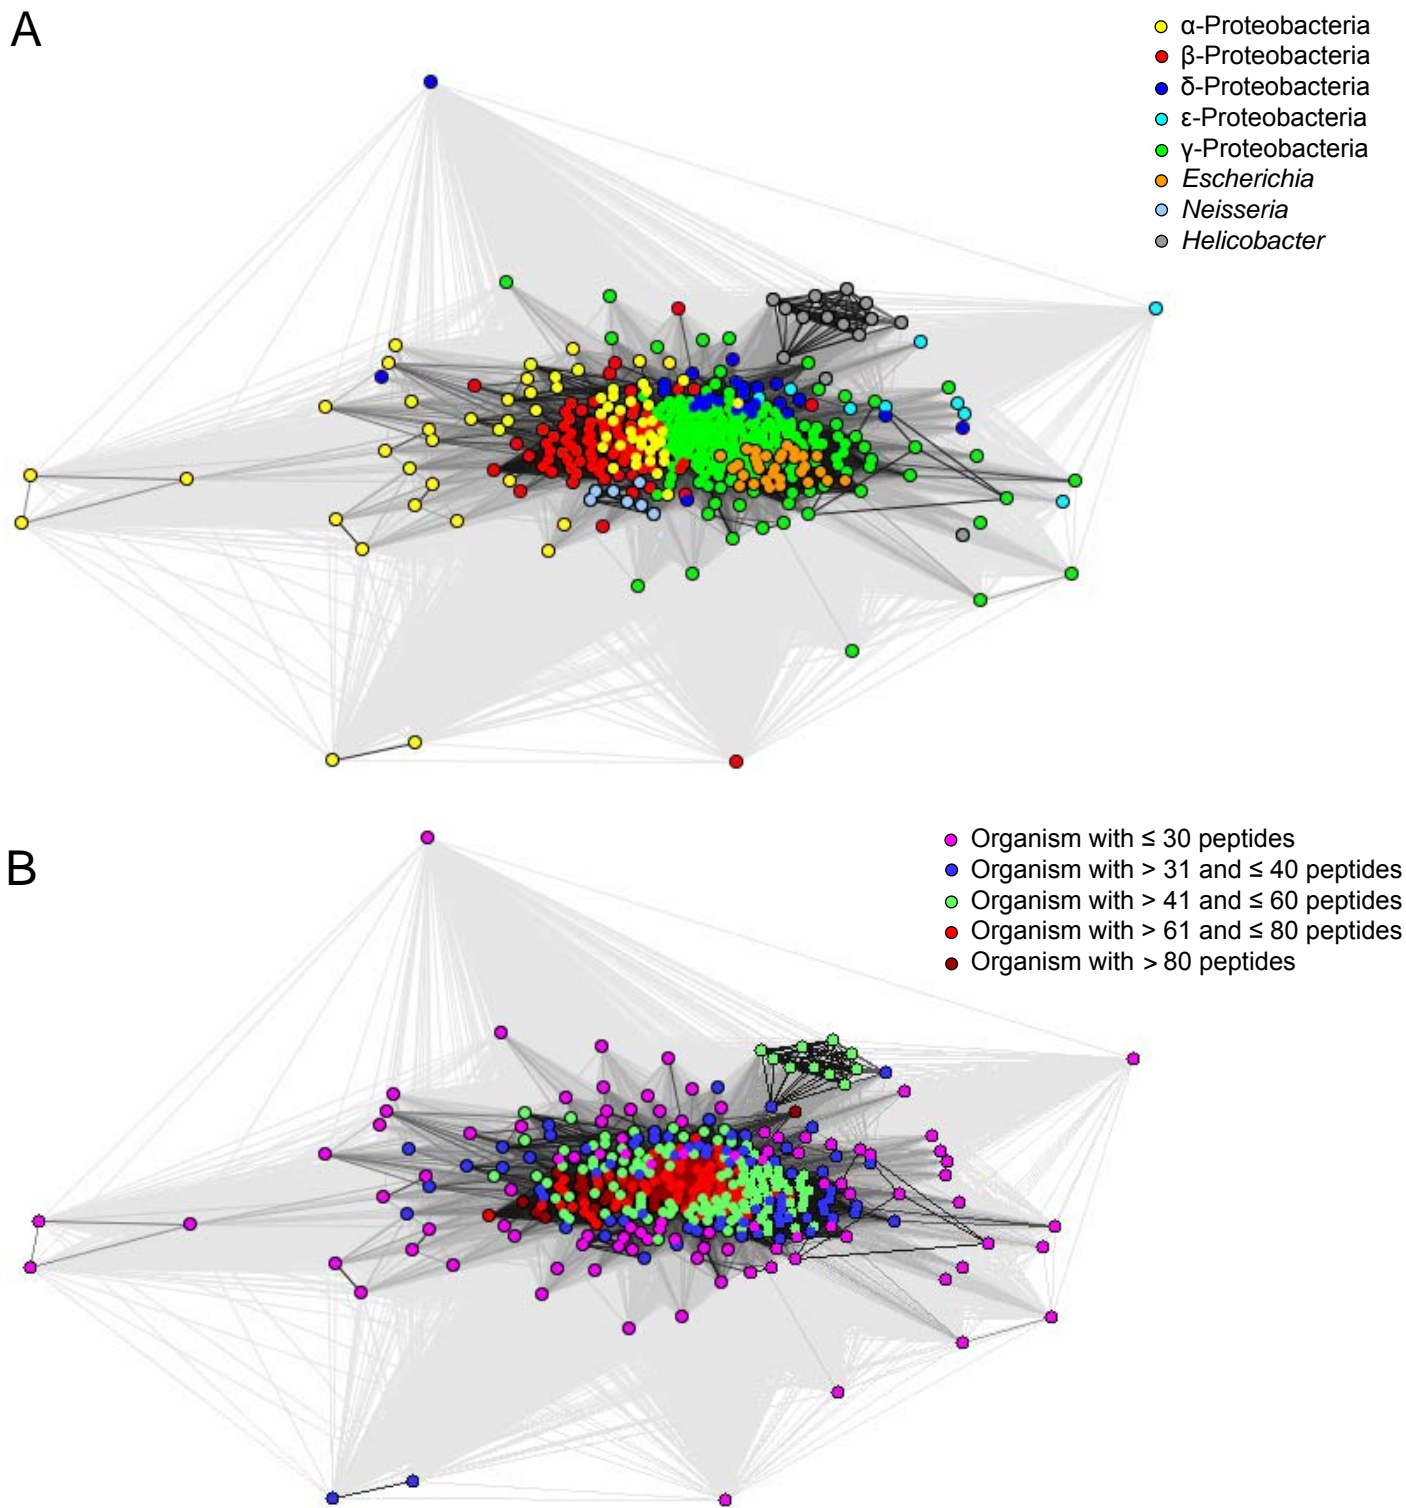 A
α-Proteobacteria
β-Proteobacteria
δ-Proteobacteria
ε-Proteobacteria
γ-Proteobacteria
Escherichia
Neisseria
Helicobacter
B
Organism with ≤ 30 peptides
Organism with > 31 and ≤ 40 peptides
Organism with > 41 and ≤ 60 peptides
Organism with > 61 and ≤ 80 peptides
Organism with > 80 peptides